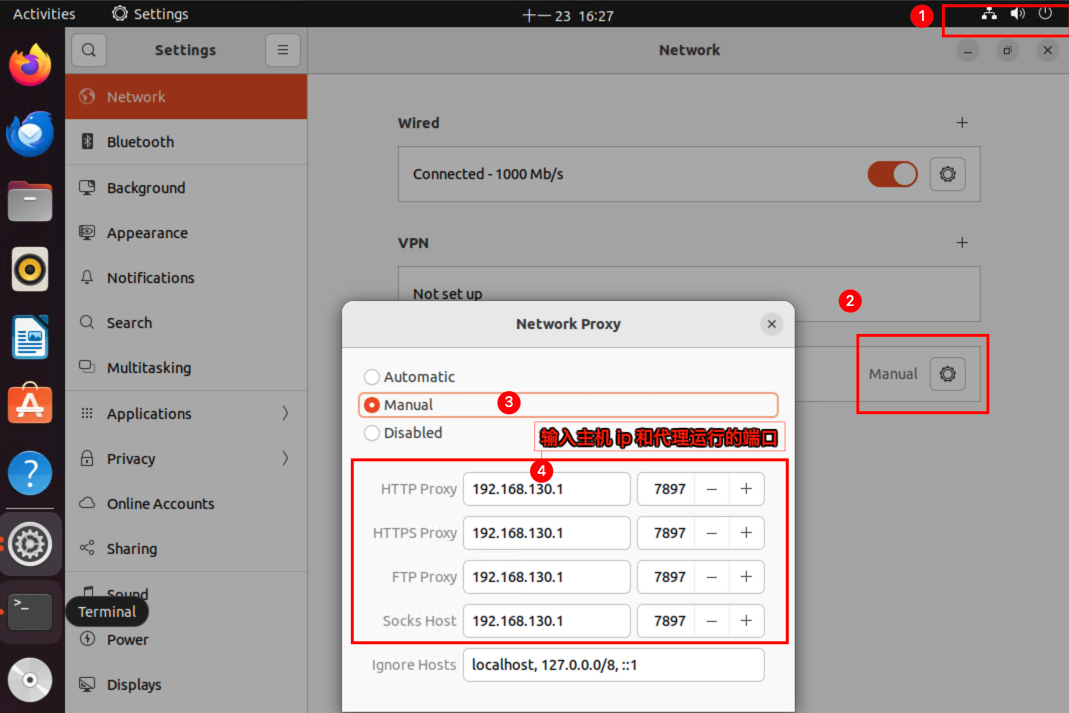 Activities
Settings
十一 23 16:27
1
Settings
Network
Network
Bluetooth
Background
Appearance
Notifications
Search
Multitasking
Applications
Privacy
Online Accounts
Sharing
Sound
Terminal
Power
Displays
Wired
Connected - 1000 Mb/s
VPN
Not set up
2
Manual
Network Proxy
Automatic
Manual
3
Disabled
输入主机 ip 和代理运行的端口
4
HTTP Proxy 192.168.130.1 7897 − +
HTTPS Proxy 192.168.130.1 7897 − +
FTP Proxy 192.168.130.1 7897 − +
Socks Host 192.168.130.1 7897 − +
Ignore Hosts localhost, 127.0.0.0/8, ::1